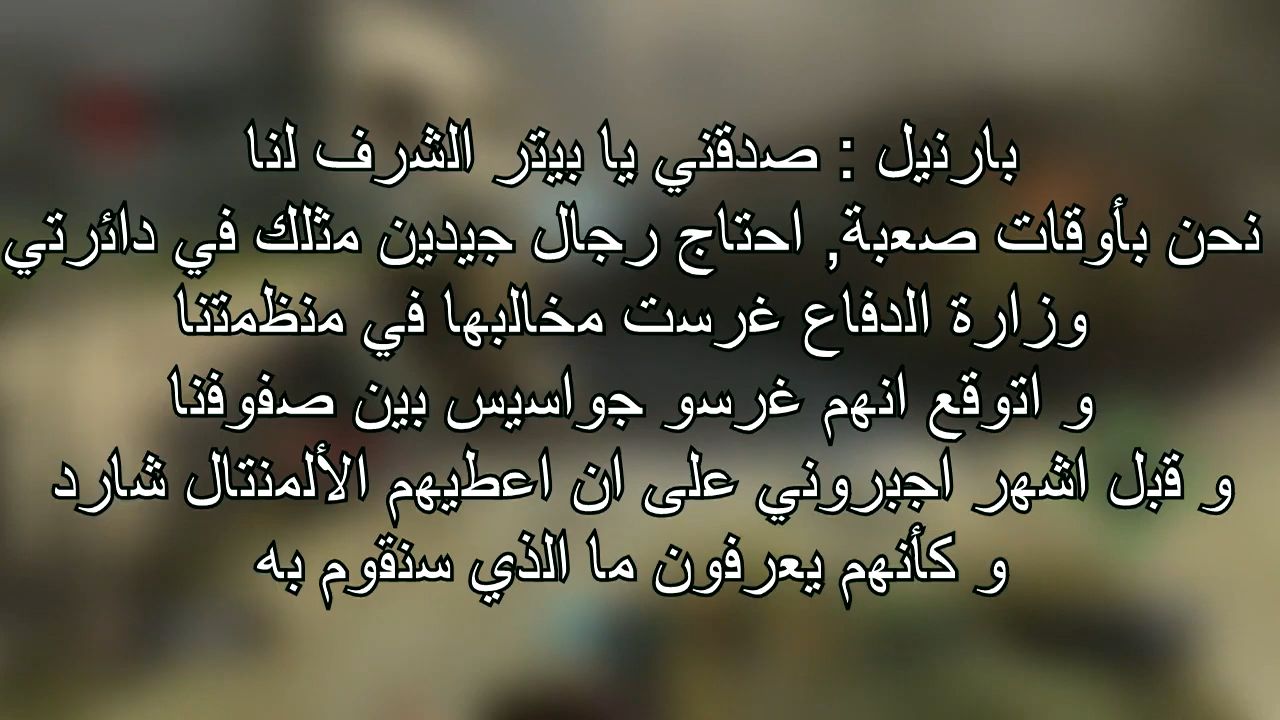 بارنيل : صدقني يا بيتر الشرف لنا
نحن بأوقات صعبة, احتاج رجال جيدين مثلك في دائرتي
وزارة الدفاع غرست مخالبها في منظمتنا
و اتوقع انهم غرسو جواسيس بين صفوفنا
و قبل اشهر اجبروني على ان اعطيهم الألمنتال شارد
و كأنهم يعرفون ما الذي سنقوم به